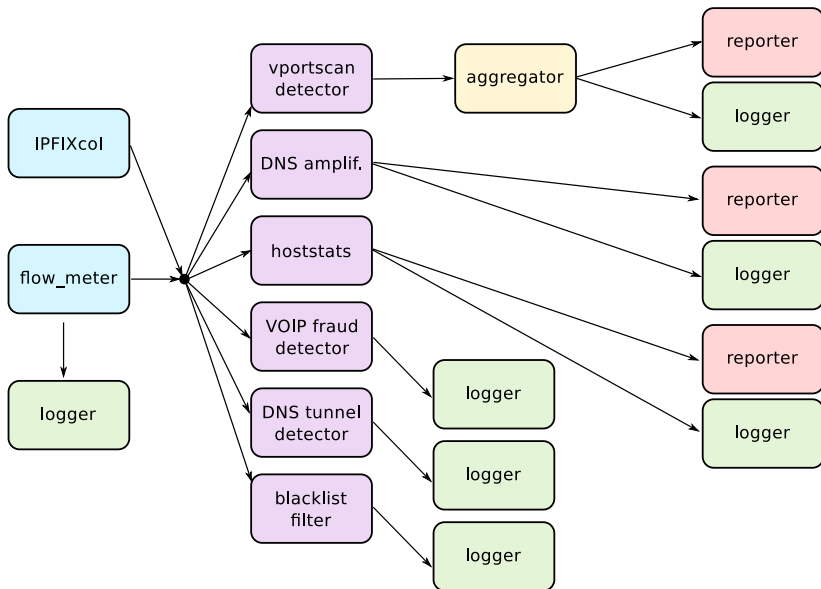 IPFIXcol
flow_meter
logger
vportscan
detector
DNS amplif.
hoststats
VOIP fraud
detector
DNS tunnel
detector
blacklist
filter
aggregator
logger
logger
logger
reporter
logger
reporter
logger
reporter
logger